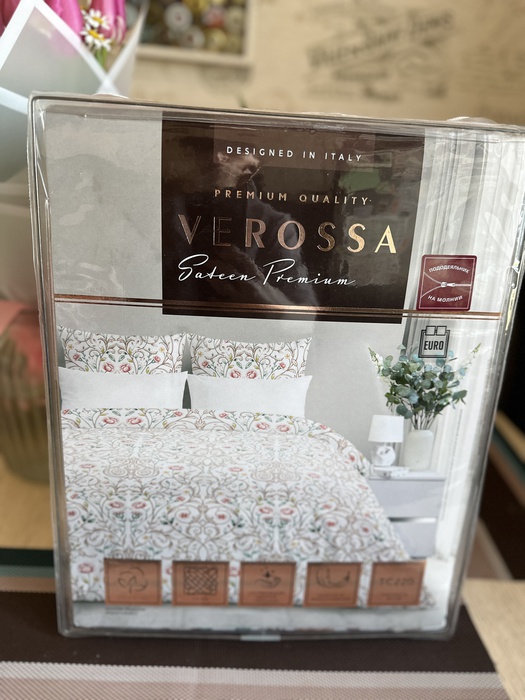 DESIGNED IN ITALY
PREMIUM QUALITY
VEROSSA
Sateen Premium
ПОДОДЕЯЛЬНИК
НА МОЛНИИ
EURO